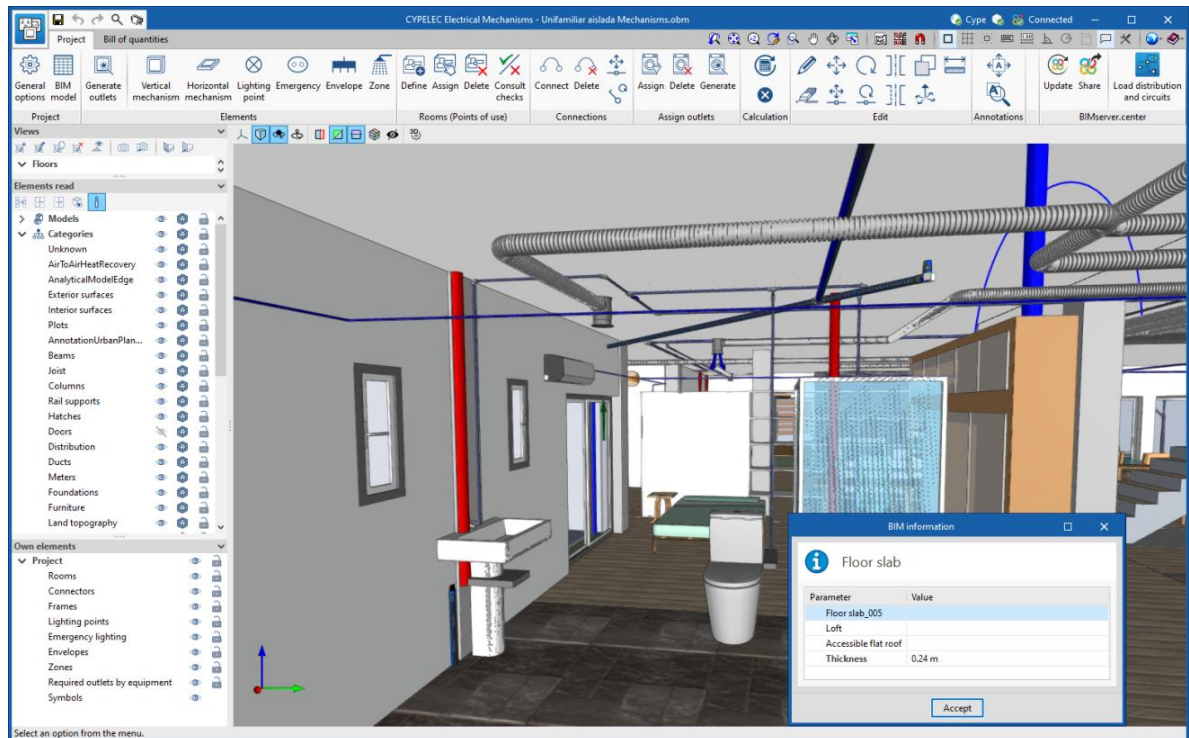 CYPELEC Electrical Mechanisms - Unifamiliar aislada Mechanisms.obm
Cype
Connected
Project
Bill of quantities
General options
BIM model
Generate outlets
Vertical mechanism
Horizontal mechanism
Lighting point
Emergency
Envelope
Zone
Define
Assign
Delete
Consult checks
Connect
Delete
Assign
Delete
Generate
Update
Share
Load distribution and circuits
Project
Elements
Rooms (Points of use)
Connections
Assign outlets
Calculation
Edit
Annotations
BIMserver.center
Views
3D
Floors
Elements read
Models
Categories
Unknown
AirToAirHeatRecovery
AnalyticalModelEdge
Exterior surfaces
Interior surfaces
Plots
AnnotationUrbanPlan...
Beams
Joist
Columns
Rail supports
Hatches
Doors
Distribution
Ducts
Meters
Foundations
Furniture
Land topography
Own elements
Project
Rooms
Connectors
Frames
Lighting points
Emergency lighting
Envelopes
Zones
Required outlets by equipment
Symbols
BIM information
Floor slab
Parameter Value
Floor slab_005
Loft
Accessible flat roof
Thickness 0.24 m
Accept
Select an option from the menu.